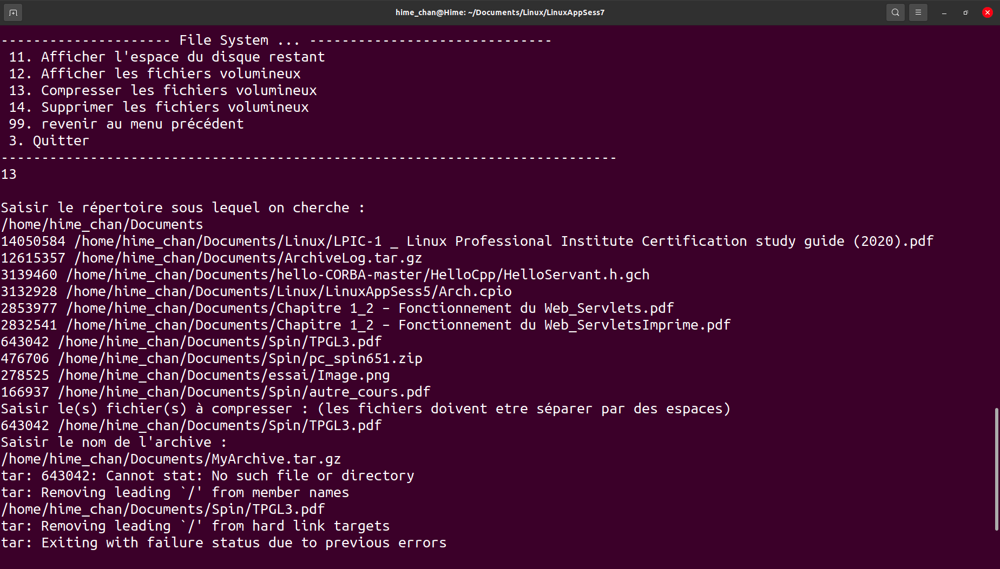 hime_chan@Hime: ~/Documents/Linux/LinuxAppSess7
--------------------- File System ... ------------------------------
11. Afficher l'espace du disque restant
12. Afficher les fichiers volumineux
13. Compresser les fichiers volumineux
14. Supprimer les fichiers volumineux
99. revenir au menu précédent
3. Quitter
----------------------------------------------------------------------------
13
Saisir le répertoire sous lequel on cherche :
/home/hime_chan/Documents
14050584 /home/hime_chan/Documents/Linux/LPIC-1 _ Linux Professional Institute Certification study guide (2020).pdf
12615357 /home/hime_chan/Documents/ArchiveLog.tar.gz
3139460 /home/hime_chan/Documents/hello-CORBA-master/HelloCpp/HelloServant.h.gch
3132928 /home/hime_chan/Documents/Linux/LinuxAppSess5/Arch.cpio
2853977 /home/hime_chan/Documents/Chapitre 1_2 – Fonctionnement du Web_Servlets.pdf
2832541 /home/hime_chan/Documents/Chapitre 1_2 – Fonctionnement du Web_ServletsImprime.pdf
643042 /home/hime_chan/Documents/Spin/TPGL3.pdf
476706 /home/hime_chan/Documents/Spin/pc_spin651.zip
278525 /home/hime_chan/Documents/essai/Image.png
166937 /home/hime_chan/Documents/Spin/autre_cours.pdf
Saisir le(s) fichier(s) à compresser : (les fichiers doivent etre séparer par des espaces)
643042 /home/hime_chan/Documents/Spin/TPGL3.pdf
Saisir le nom de l'archive :
/home/hime_chan/Documents/MyArchive.tar.gz
tar: 643042: Cannot stat: No such file or directory
tar: Removing leading `/' from member names
/home/hime_chan/Documents/Spin/TPGL3.pdf
tar: Removing leading `/' from hard link targets
tar: Exiting with failure status due to previous errors